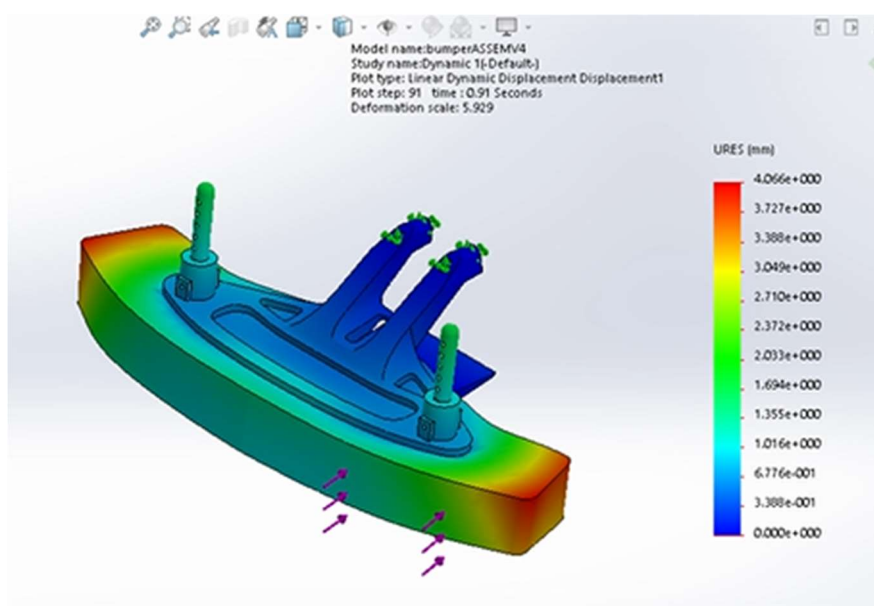 Model name:bumperASSEMV4
Study name:Dynamic 1(-Default-)
Plot type: Linear Dynamic Displacement Displacement1
Plot step: 91 time : 0.91 Seconds
Deformation scale: 5.929
URES (mm)
4.066e+000
3.727e+000
3.388e+000
3.049e+000
2.710e+000
2.372e+000
2.033e+000
1.694e+000
1.355e+000
1.016e+000
6.776e-001
3.388e-001
0.000e+000